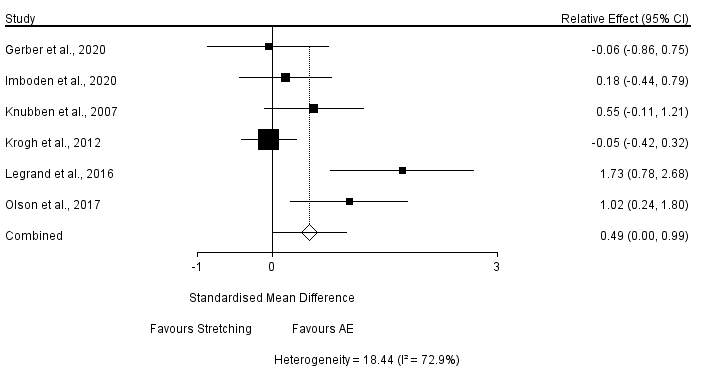 Study Relative Effect (95% CI)
Gerber et al., 2020 -0.06 (-0.86, 0.75)
Imboden et al., 2020 0.18 (-0.44, 0.79)
Knubben et al., 2007 0.55 (-0.11, 1.21)
Krogh et al., 2012 -0.05 (-0.42, 0.32)
Legrand et al., 2016 1.73 (0.78, 2.68)
Olson et al., 2017 1.02 (0.24, 1.80)
Combined 0.49 (0.00, 0.99)
-1 0 3
Standardised Mean Difference
Favours Stretching Favours AE
Heterogeneity = 18.44 (I² = 72.9%)